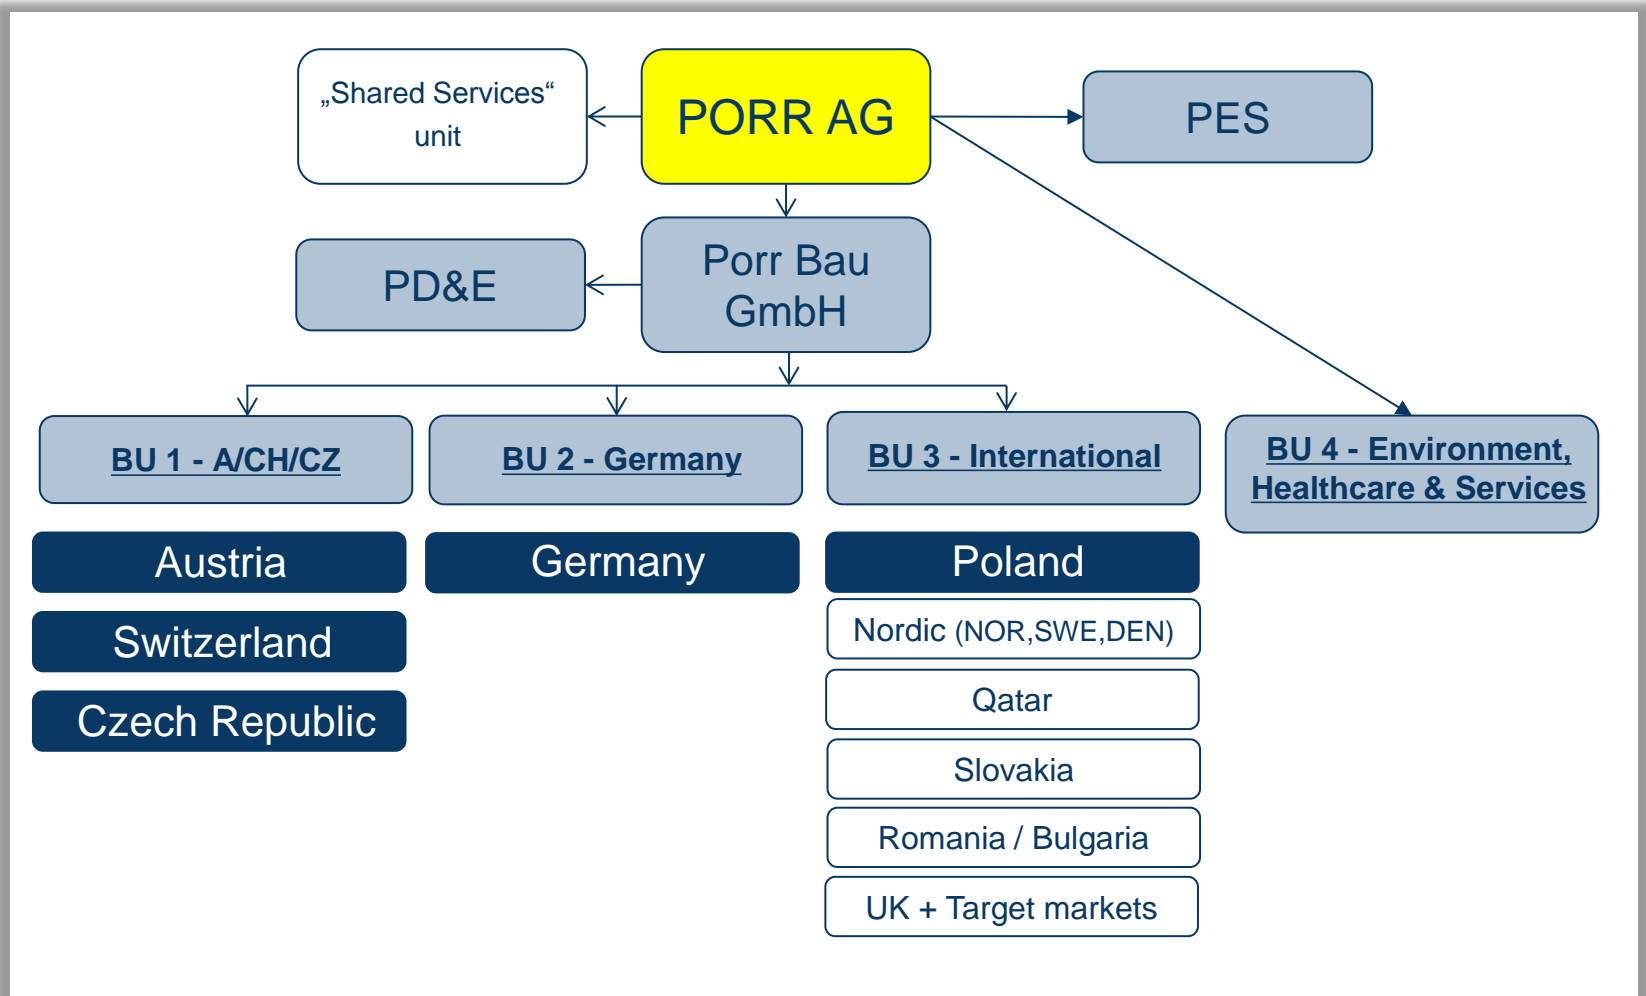 „Shared Services“
unit
PORR AG
PES
PD&E
Porr Bau
GmbH
BU 1 - A/CH/CZ
BU 2 - Germany
BU 3 - International
BU 4 - Environment,
Healthcare & Services
Austria
Germany
Poland
Switzerland
Nordic (NOR,SWE,DEN)
Czech Republic
Qatar
Slovakia
Romania / Bulgaria
UK + Target markets